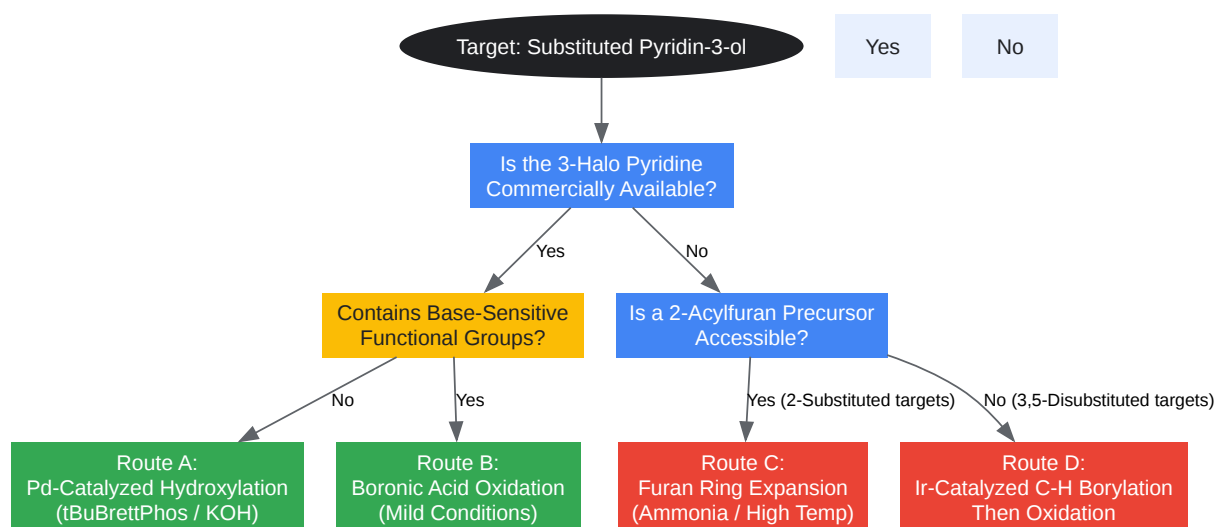 Target: Substituted Pyridin-3-ol
Yes
No
Is the 3-Halo Pyridine
Commercially Available?
Yes
No
Contains Base-Sensitive
Functional Groups?
Is a 2-Acylfuran Precursor
Accessible?
No
Yes
Yes (2-Substituted targets)
No (3,5-Disubstituted targets)
Route A:
Pd-Catalyzed Hydroxylation
(tBuBrettPhos / KOH)
Route B:
Boronic Acid Oxidation
(Mild Conditions)
Route C:
Furan Ring Expansion
(Ammonia / High Temp)
Route D:
Ir-Catalyzed C-H Borylation
Then Oxidation